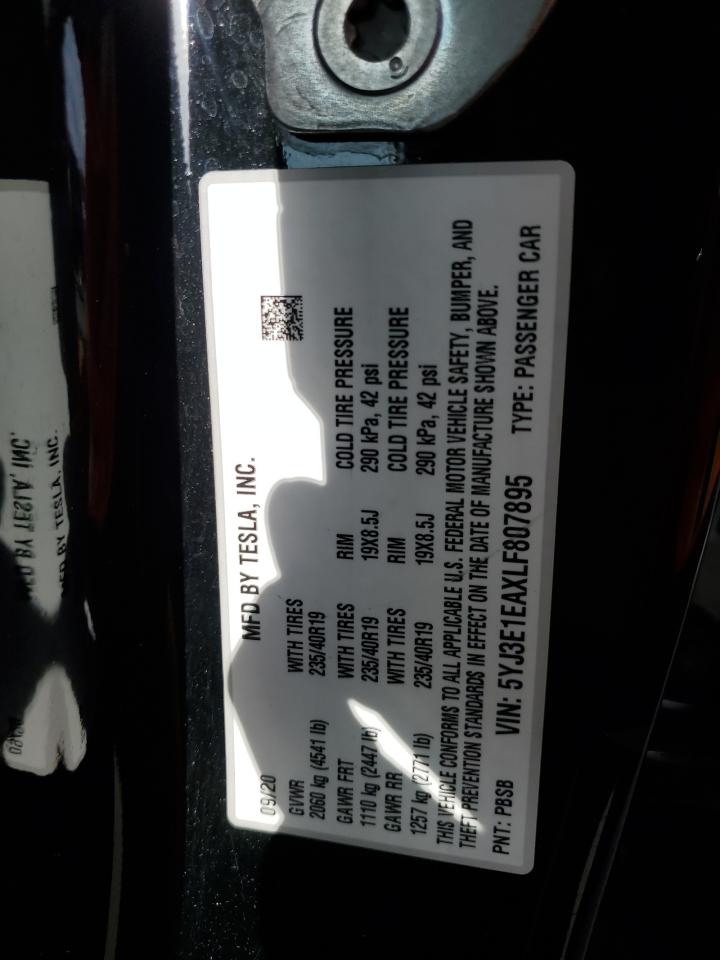 MFD BY TESLA, INC.
09/20
GVWR WITH TIRES
2060 kg (4541 lb) 235/40R19
GAWR FRT WITH TIRES RIM COLD TIRE PRESSURE
1110 kg (2447 lb) 235/40R19 19X8.5J 290 kPa, 42 psi
GAWR RR WITH TIRES RIM COLD TIRE PRESSURE
1257 kg (2771 lb) 235/40R19 19X8.5J 290 kPa, 42 psi
THIS VEHICLE CONFORMS TO ALL APPLICABLE U.S. FEDERAL MOTOR VEHICLE SAFETY, BUMPER, AND
THEFT PREVENTION STANDARDS IN EFFECT ON THE DATE OF MANUFACTURE SHOWN ABOVE.
PNT: PBSB VIN: 5YJ3E1EAXLF807895 TYPE: PASSENGER CAR
MFD BY TESLA, INC.